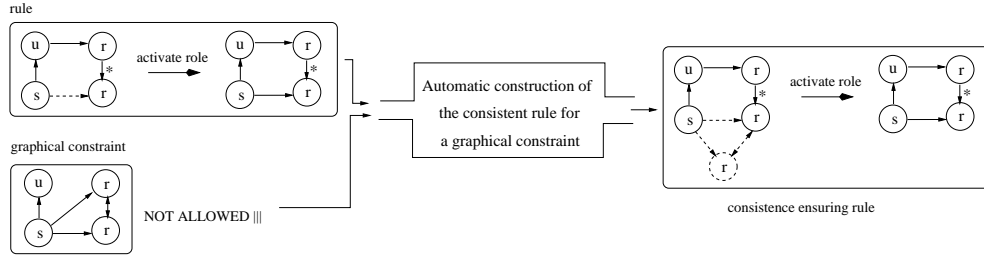 rule
u r
activate role
u r
*
*
s r
s r
Automatic construction of
the consistent rule for
a graphical constraint
u r
activate role
u r
*
*
s r
s r
r
graphical constraint
u r
s r
NOT ALLOWED |||
consistence ensuring rule